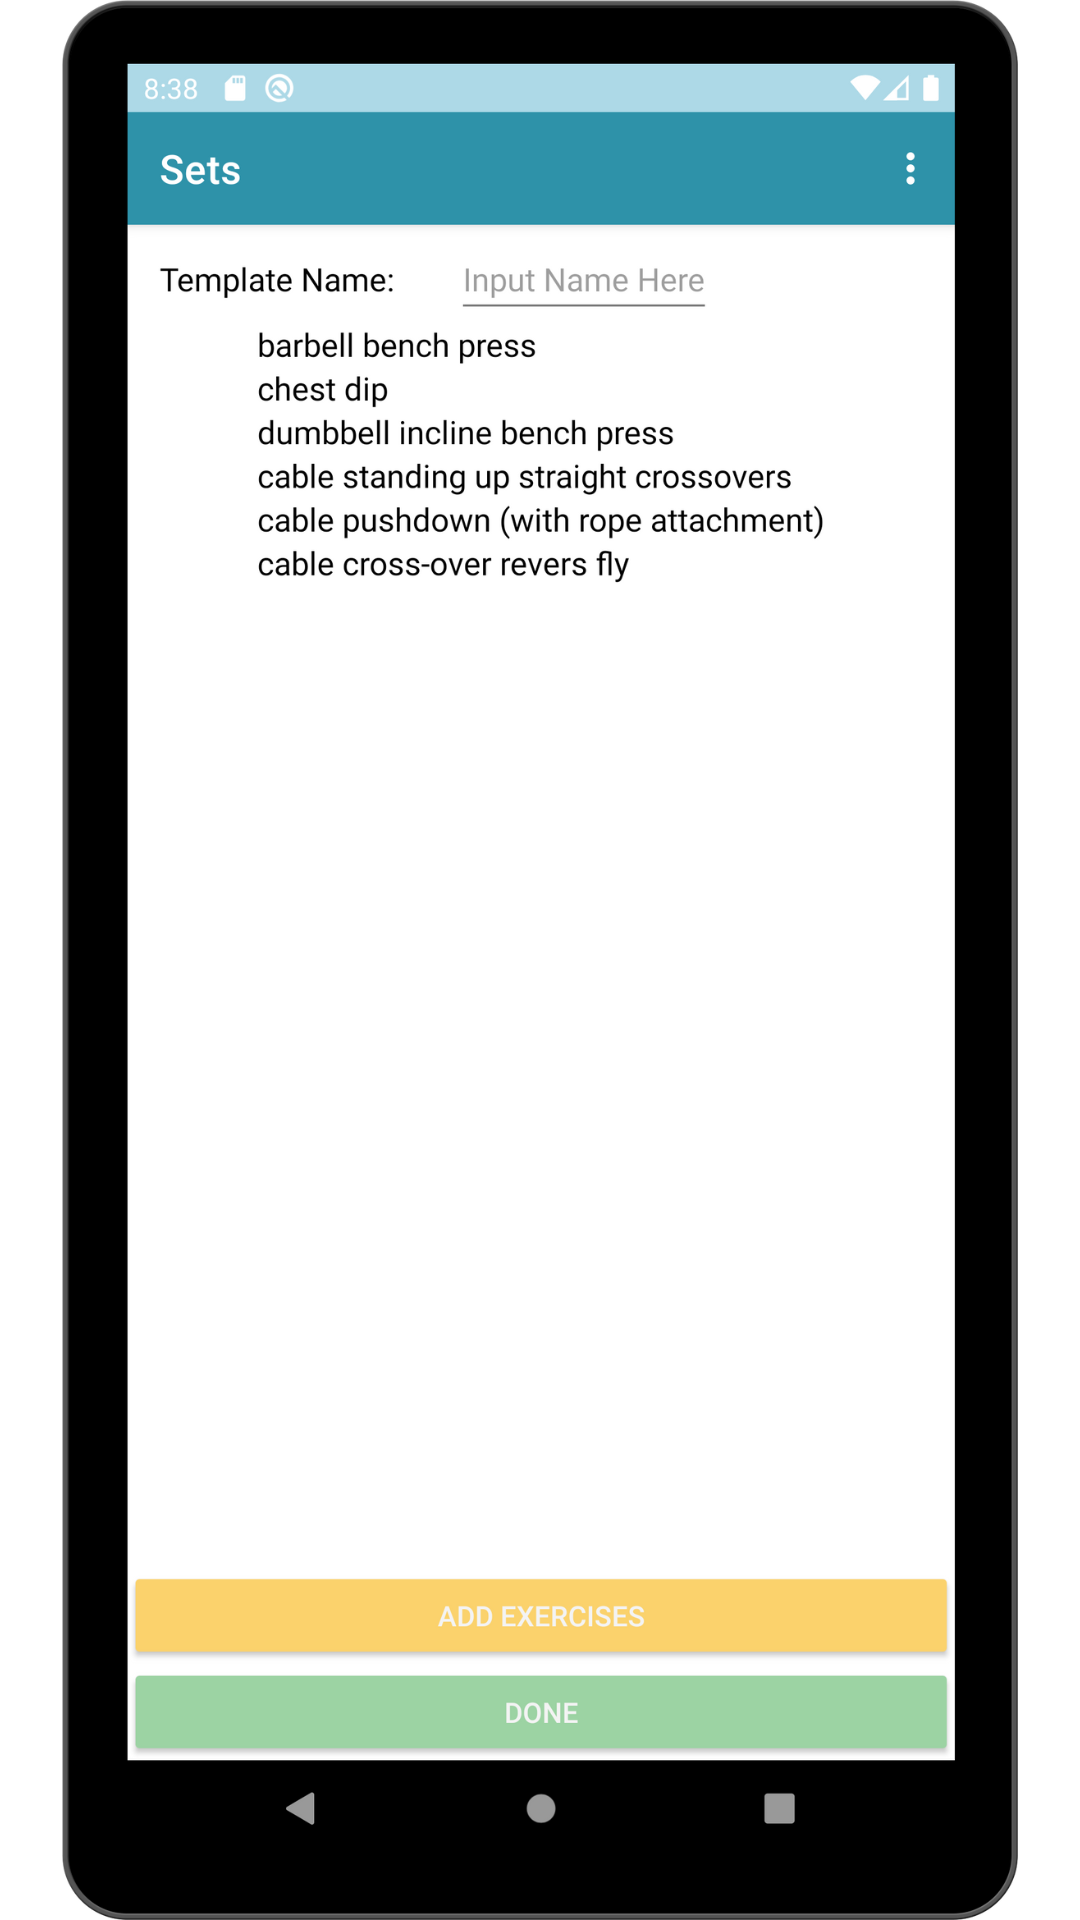 8:38
Sets
Template Name: Input Name Here
barbell bench press
chest dip
dumbbell incline bench press
cable standing up straight crossovers
cable pushdown (with rope attachment)
cable cross-over revers fly
ADD EXERCISES
DONE